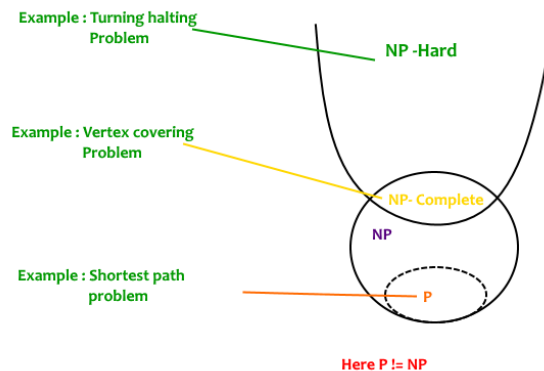 Example : Turning halting
Problem
NP -Hard
Example : Vertex covering
Problem
NP- Complete
NP
Example : Shortest path
problem
P
Here P != NP